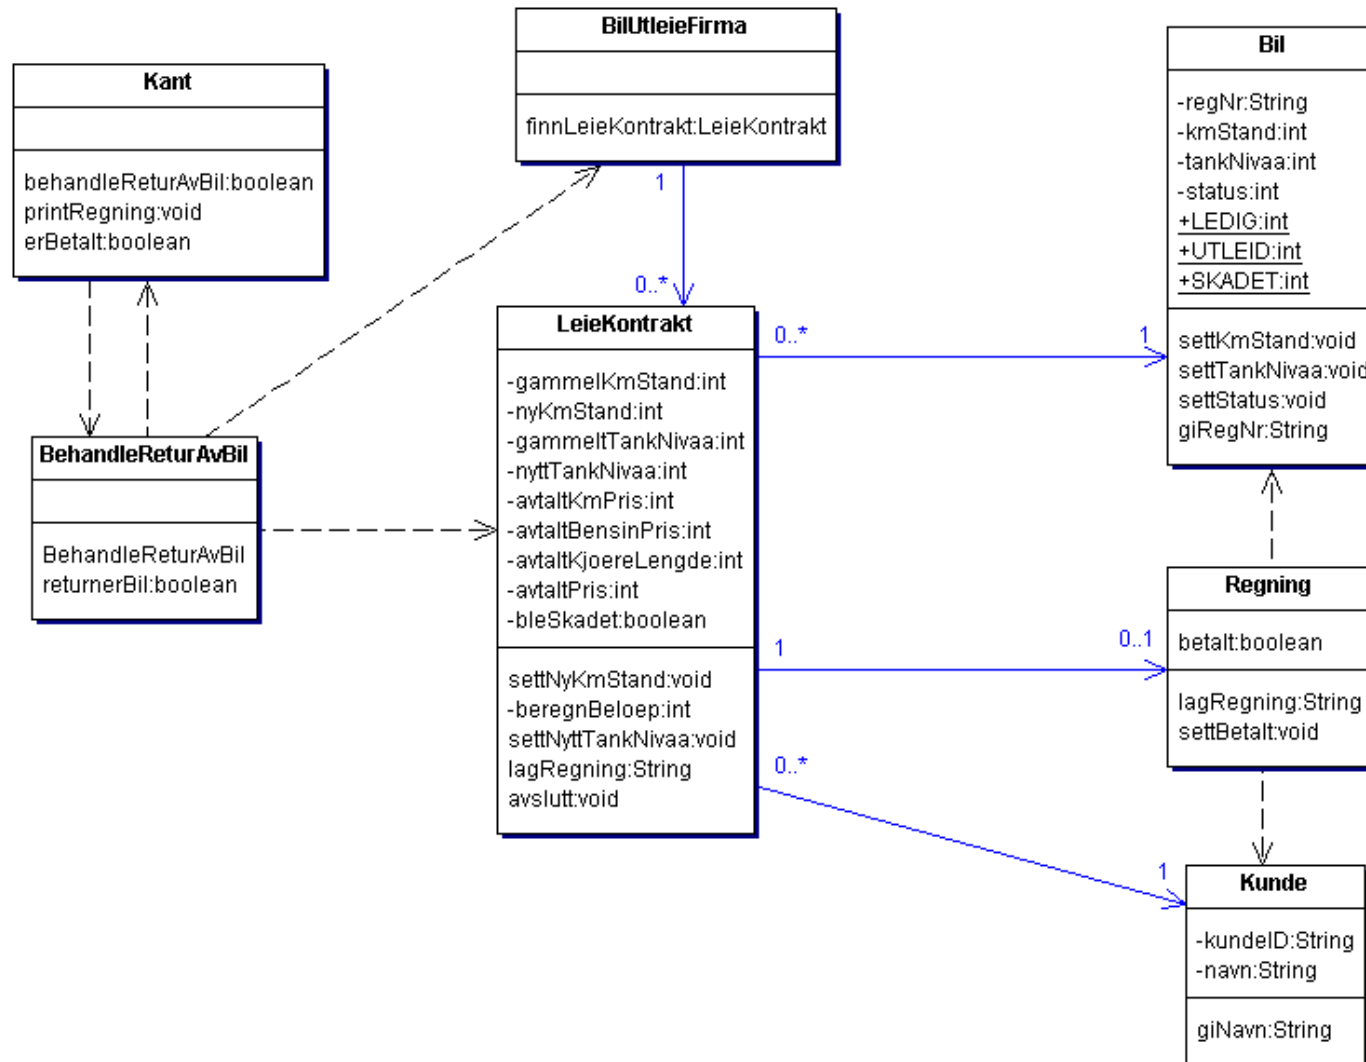 BilUtleieFirma
finnLeieKontrakt:LeieKontrakt
Kant
behandleReturAvBil:boolean
printRegning:void
erBetalt:boolean
Bil
-regNr:String
-kmStand:int
-tankNivaa:int
-status:int
+LEDIG:int
+UTLEID:int
+SKADET:int
settKmStand:void
settTankNivaa:void
settStatus:void
giRegNr:String
1
0..*
BehandleReturAvBil
BehandleReturAvBil
returnerBil:boolean
LeieKontrakt
-gammelKmStand:int
-nyKmStand:int
-gammeltTankNivaa:int
-nyttTankNivaa:int
-avtaltKmPris:int
-avtaltBensinPris:int
-avtaltKjoereLengde:int
-avtaltPris:int
-bleSkadet:boolean
settNyKmStand:void
-beregnBeloep:int
settNyttTankNivaa:void
lagRegning:String
avslutt:void
0..*
1
1
0..1
0..*
1
Regning
betalt:boolean
lagRegning:String
settBetalt:void
Kunde
-kundeID:String
-navn:String
giNavn:String